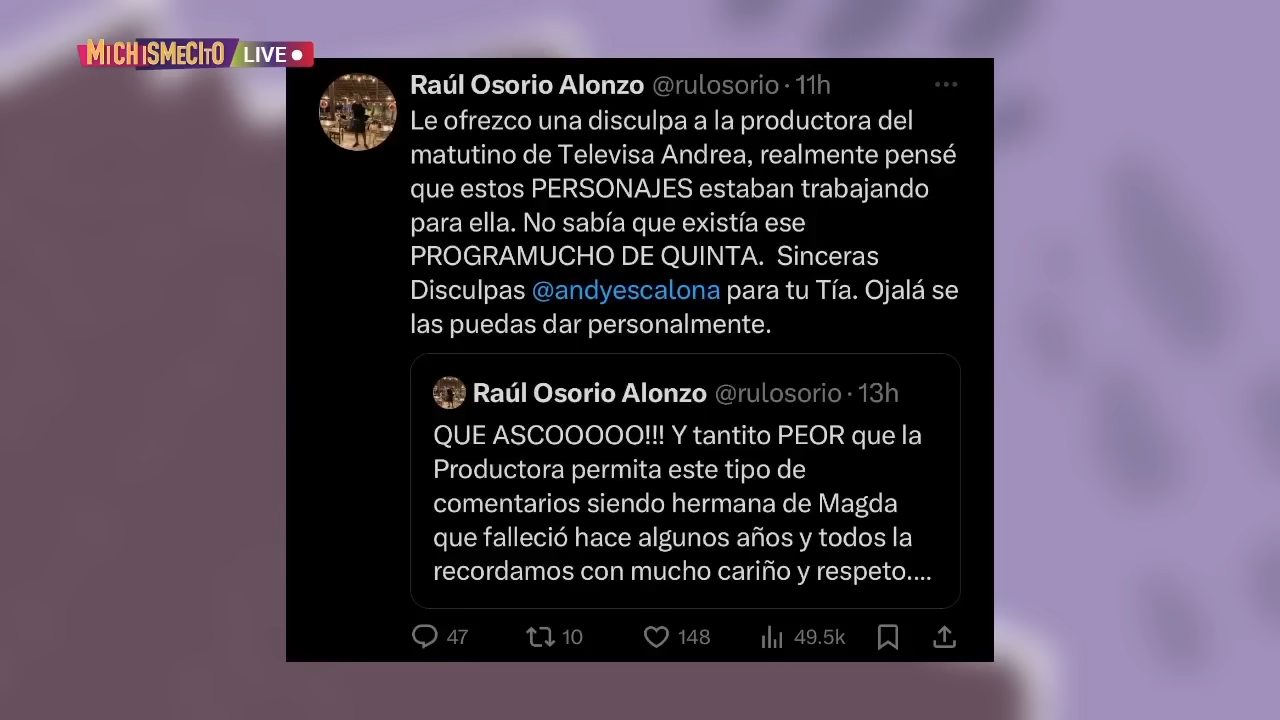 MICHISMECITO LIVE
Raúl Osorio Alonzo @rulosorio · 11h
Le ofrezco una disculpa a la productora del
matutino de Televisa Andrea, realmente pensé
que estos PERSONAJES estaban trabajando
para ella. No sabía que existía ese
PROGRAMUCHO DE QUINTA.  Sinceras
Disculpas @andyescalona para tu Tía. Ojalá se
las puedas dar personalmente.
Raúl Osorio Alonzo @rulosorio · 13h
QUE ASCOOOOO!!! Y tantito PEOR que la
Productora permita este tipo de
comentarios siendo hermana de Magda
que falleció hace algunos años y todos la
recordamos con mucho cariño y respeto....
47 10 148 49.5k